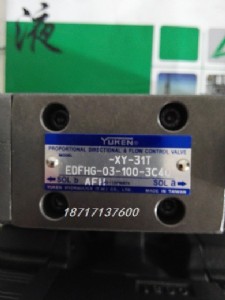 液
YUKEN
PROPORTIONAL DIRECTIONAL & FLOW CONTROL VALVE
MODEL
-XY-31T
EDFHG-03-100-3C40
SOL b
SOL a
18717137600
MADE IN TAIWAN